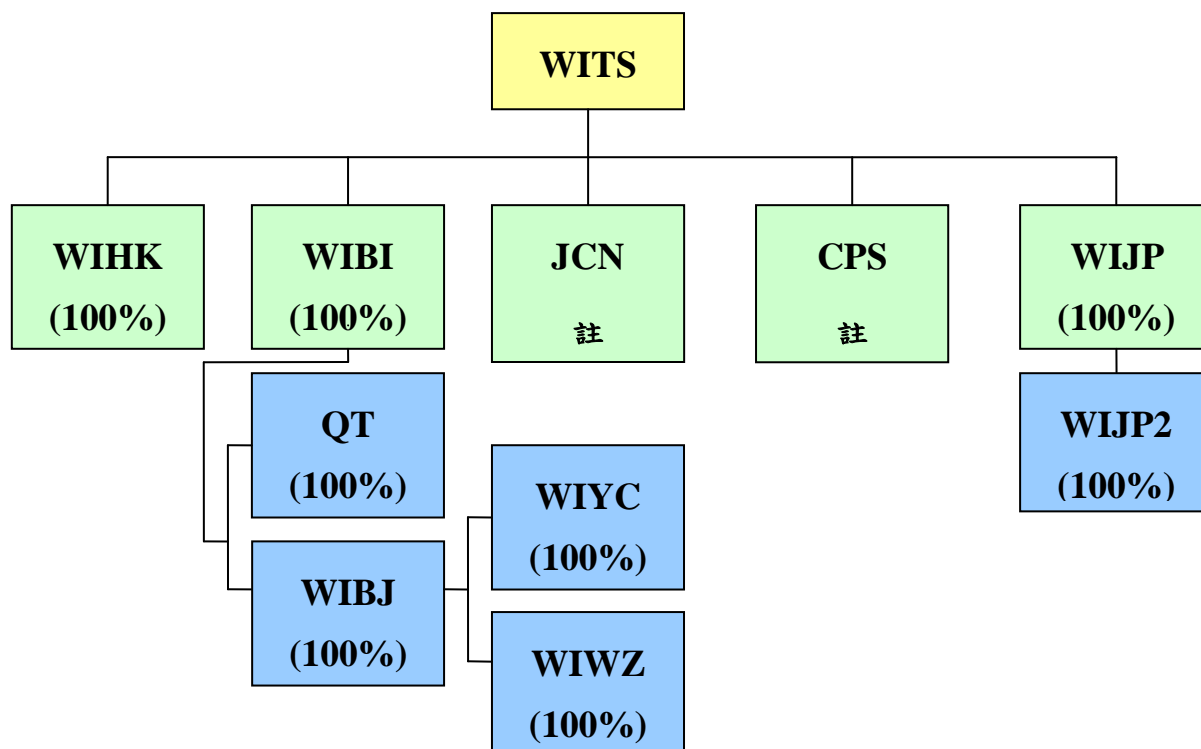 WITS
WIHK
(100%)
WIBI
(100%)
JCN
註
CPS
註
WIJP
(100%)
QT
(100%)
WIJP2
(100%)
WIBJ
(100%)
WIYC
(100%)
WIWZ
(100%)